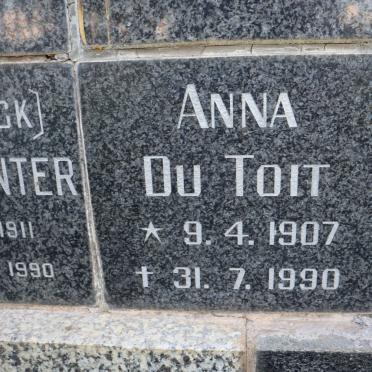 CK)
NTER
1911
1990
ANNA
DU TOIT
★ 9. 4. 1907
✝ 31. 7. 1990